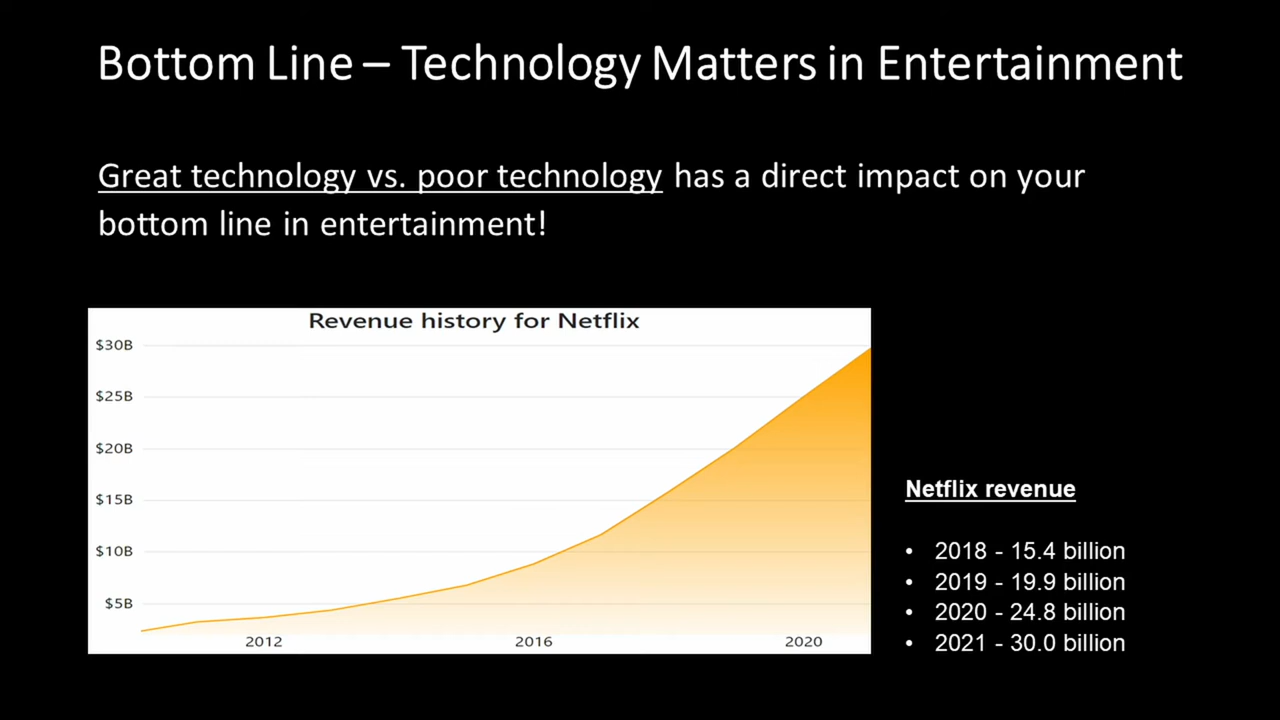 Bottom Line – Technology Matters in Entertainment
Great technology vs. poor technology has a direct impact on your
bottom line in entertainment!
Revenue history for Netflix
$30B
$25B
$20B
$15B
$10B
$5B
2012 2016 2020
Netflix revenue
• 2018 - 15.4 billion
• 2019 - 19.9 billion
• 2020 - 24.8 billion
• 2021 - 30.0 billion